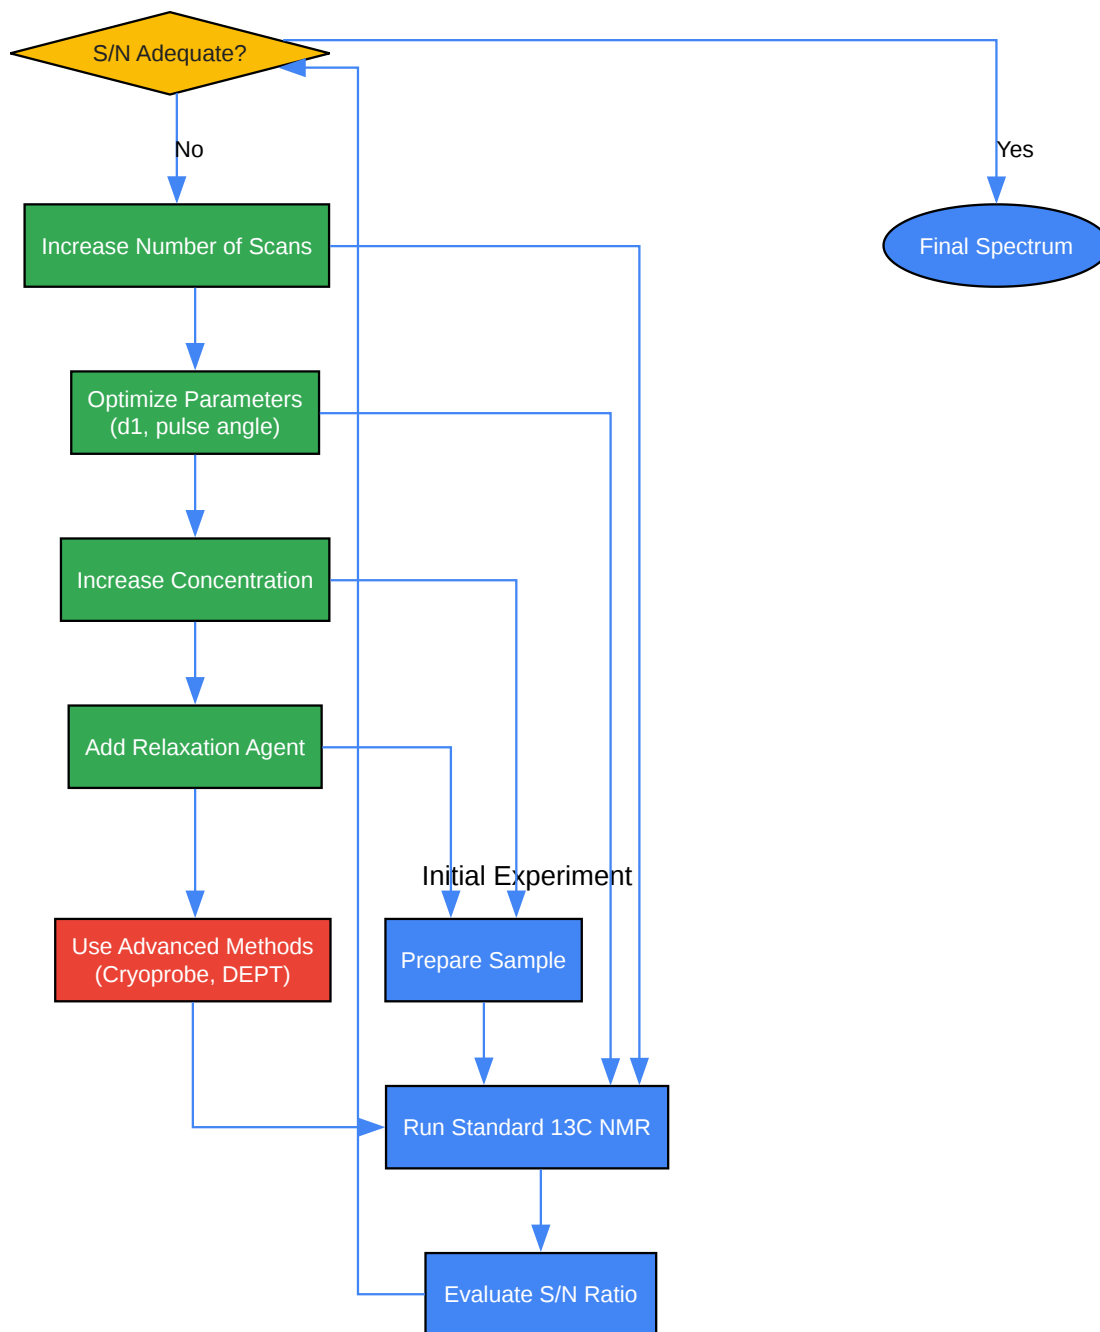 S/N Adequate?
No
Yes
Increase Number of Scans
Final Spectrum
Optimize Parameters
(d1, pulse angle)
Increase Concentration
Add Relaxation Agent
Initial Experiment
Use Advanced Methods
(Cryoprobe, DEPT)
Prepare Sample
Run Standard 13C NMR
Evaluate S/N Ratio